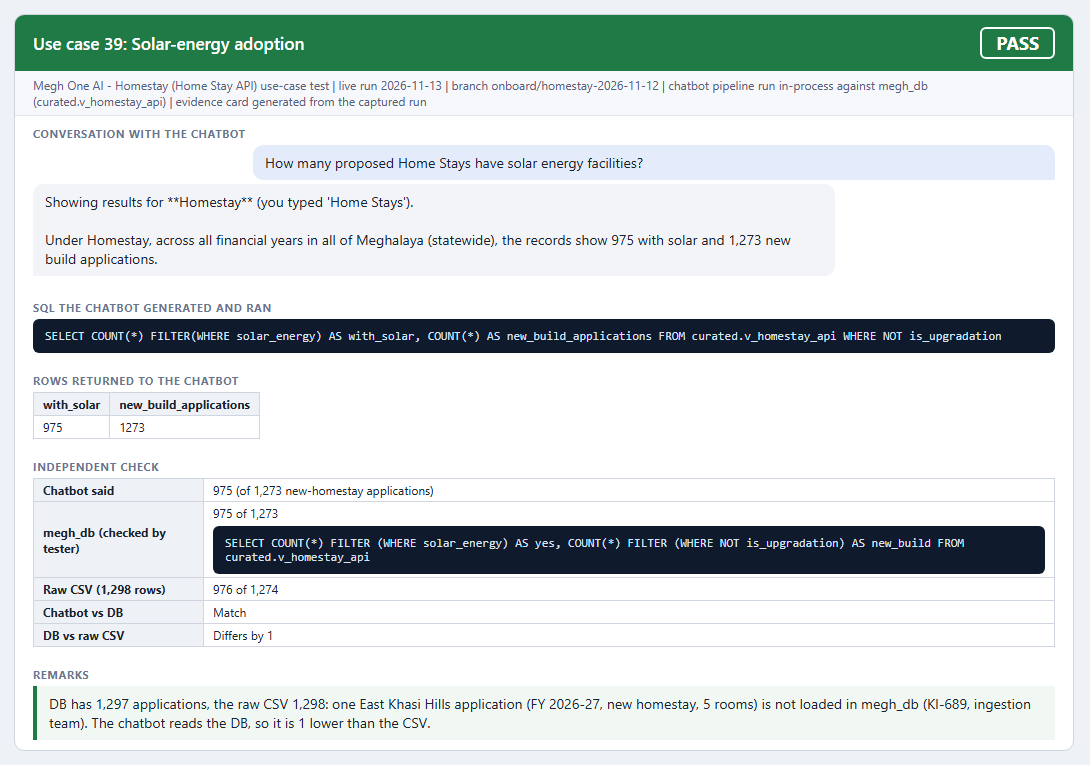 Use case 39: Solar-energy adoption
PASS
Megh One AI - Homestay (Home Stay API) use-case test | live run 2026-11-13 | branch onboard/homestay-2026-11-12 | chatbot pipeline run in-process against megh_db
(curated.v_homestay_api) | evidence card generated from the captured run
CONVERSATION WITH THE CHATBOT
How many proposed Home Stays have solar energy facilities?
Showing results for **Homestay** (you typed 'Home Stays').
Under Homestay, across all financial years in all of Meghalaya (statewide), the records show 975 with solar and 1,273 new
build applications.
SQL THE CHATBOT GENERATED AND RAN
SELECT COUNT(*) FILTER(WHERE solar_energy) AS with_solar, COUNT(*) AS new_build_applications FROM curated.v_homestay_api WHERE NOT is_upgradation
ROWS RETURNED TO THE CHATBOT
with_solar new_build_applications
975 1273
INDEPENDENT CHECK
Chatbot said 975 (of 1,273 new-homestay applications)
megh_db (checked by
tester)
975 of 1,273
SELECT COUNT(*) FILTER (WHERE solar_energy) AS yes, COUNT(*) FILTER (WHERE NOT is_upgradation) AS new_build FROM
curated.v_homestay_api
Raw CSV (1,298 rows) 976 of 1,274
Chatbot vs DB Match
DB vs raw CSV Differs by 1
REMARKS
DB has 1,297 applications, the raw CSV 1,298: one East Khasi Hills application (FY 2026-27, new homestay, 5 rooms) is not loaded in megh_db (KI-689, ingestion
team). The chatbot reads the DB, so it is 1 lower than the CSV.